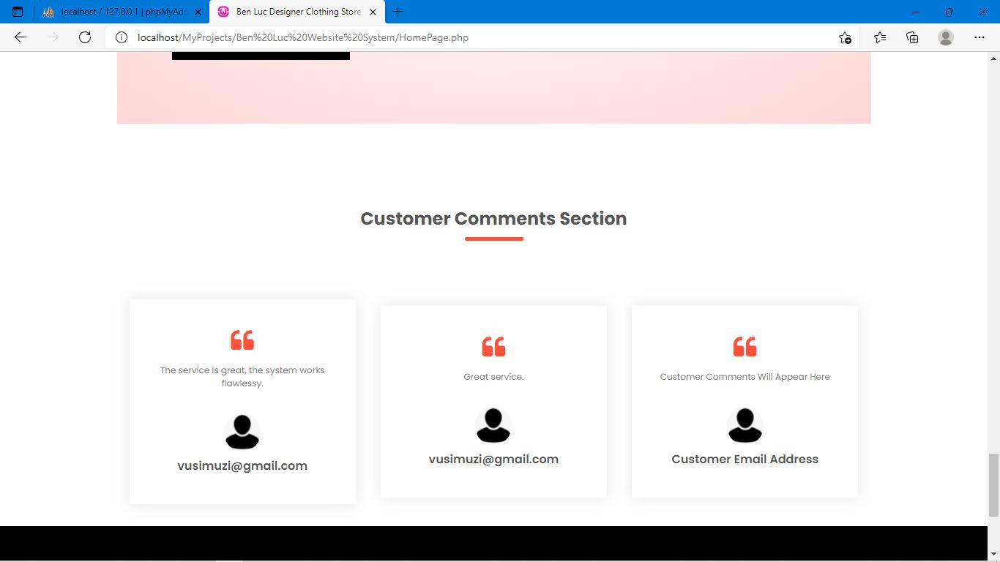 localhost / 127.0.0.1 | phpMyAdr
Ben Luc Designer Clothing Store
localhost/MyProjects/Ben%20Luc%20Website%20System/HomePage.php
Customer Comments Section
The service is great, the system works
flawlessy.
vusimuzi@gmail.com
Great service.
vusimuzi@gmail.com
Customer Comments Will Appear Here
Customer Email Address